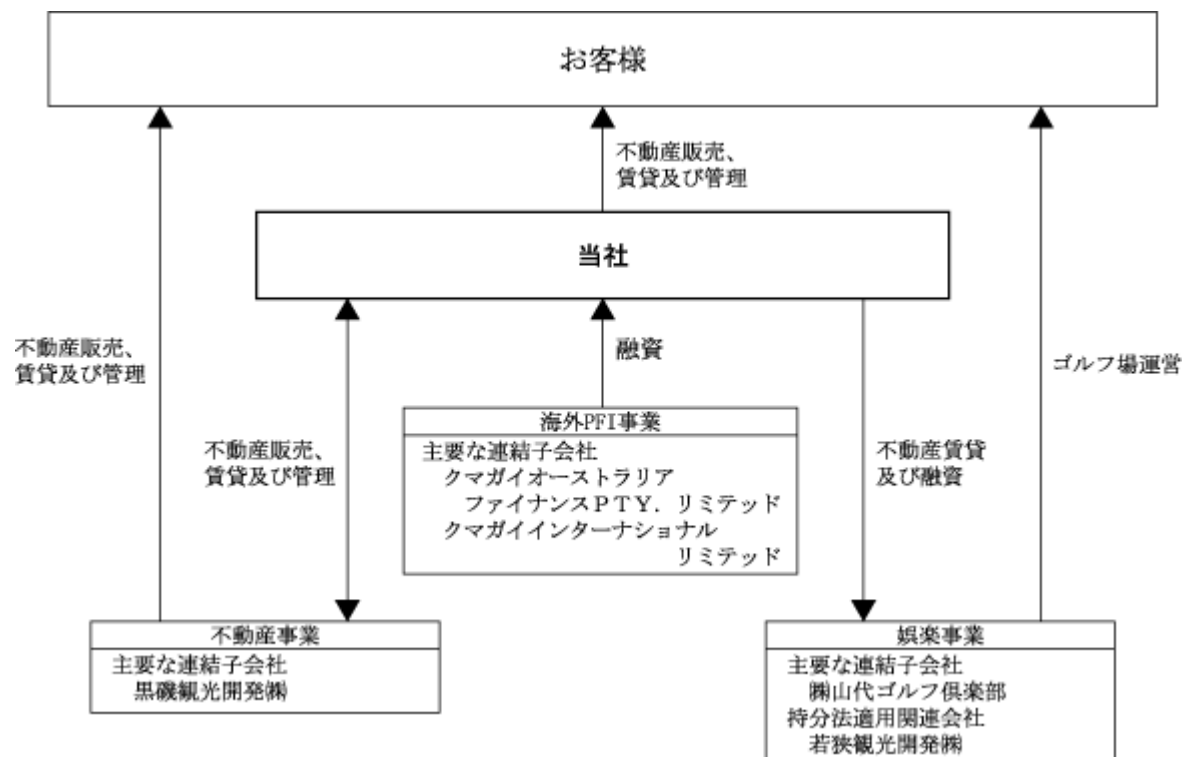 お客様
不動産販売、
賃貸及び管理
当社
不動産販売、
賃貸及び管理
融資
ゴルフ場運営
不動産販売、
賃貸及び管理
海外PFI事業
主要な連結子会社
クマガイオーストラリア
ファイナンスＰＴＹ．リミテッド
クマガイインターナショナル
リミテッド
不動産賃貸
及び融資
不動産事業
主要な連結子会社
黒磯観光開発㈱
娯楽事業
主要な連結子会社
㈱山代ゴルフ倶楽部
持分法適用関連会社
若狭観光開発㈱